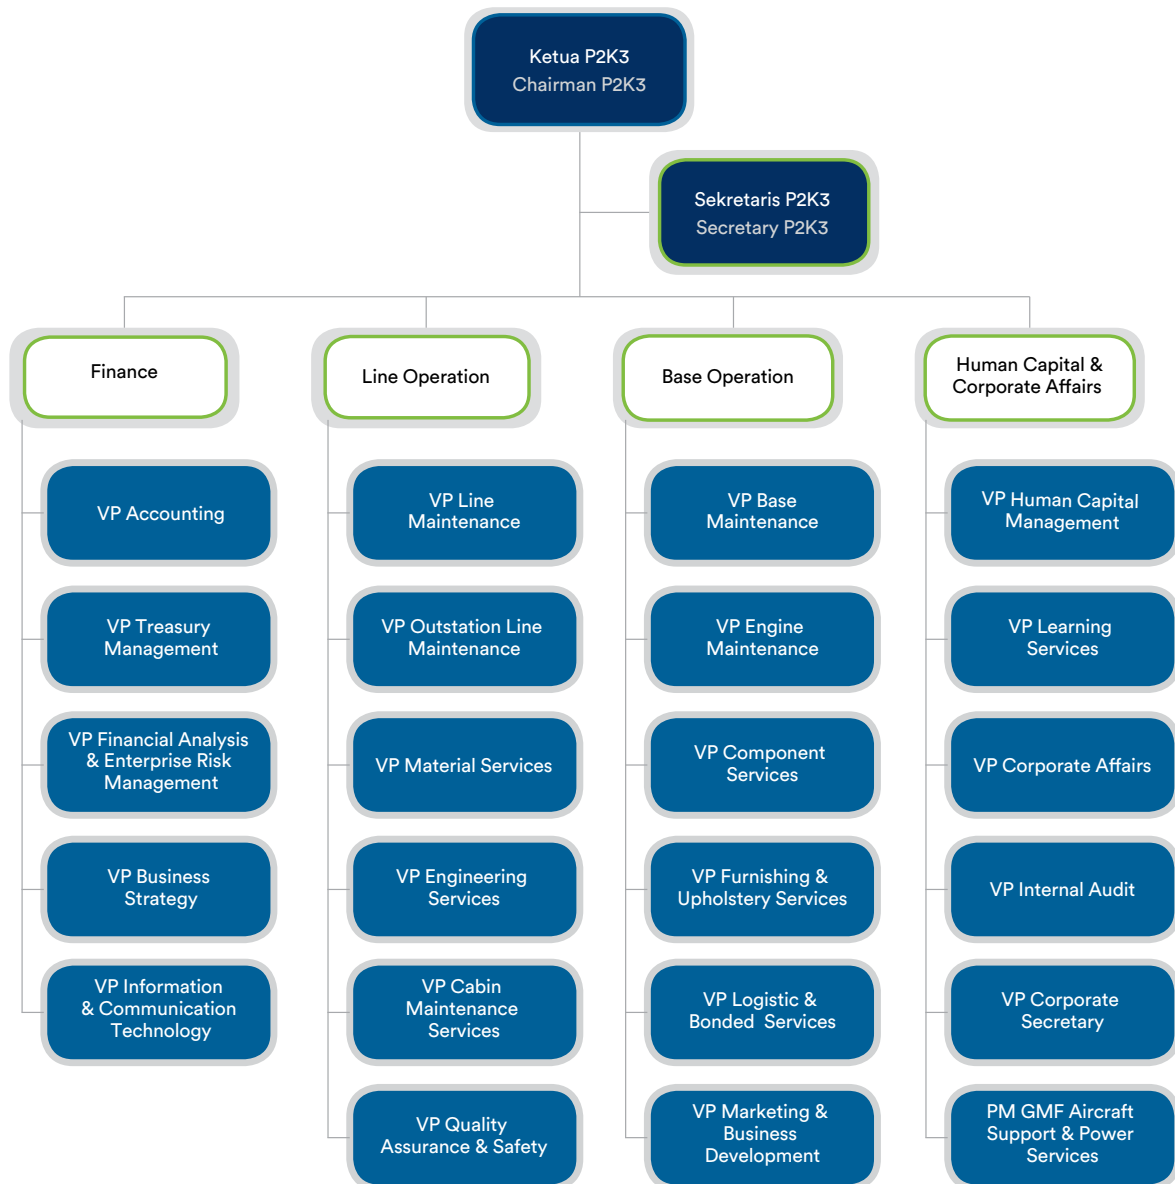 Ketua P2K3
Chairman P2K3
Sekretaris P2K3
Secretary P2K3
Finance
VP Accounting
VP Treasury
Management
VP Financial Analysis
& Enterprise Risk
Management
VP Business
Strategy
VP Information
& Communication
Technology
Line Operation
VP Line
Maintenance
VP Outstation Line
Maintenance
VP Material Services
VP Engineering
Services
VP Cabin
Maintenance
Services
VP Quality
Assurance & Safety
Base Operation
VP Base
Maintenance
VP Engine
Maintenance
VP Component
Services
VP Furnishing &
Upholstery Services
VP Logistic &
Bonded Services
VP Marketing &
Business
Development
Human Capital &
Corporate Affairs
VP Human Capital
Management
VP Learning
Services
VP Corporate Affairs
VP Internal Audit
VP Corporate
Secretary
PM GMF Aircraft
Support & Power
Services